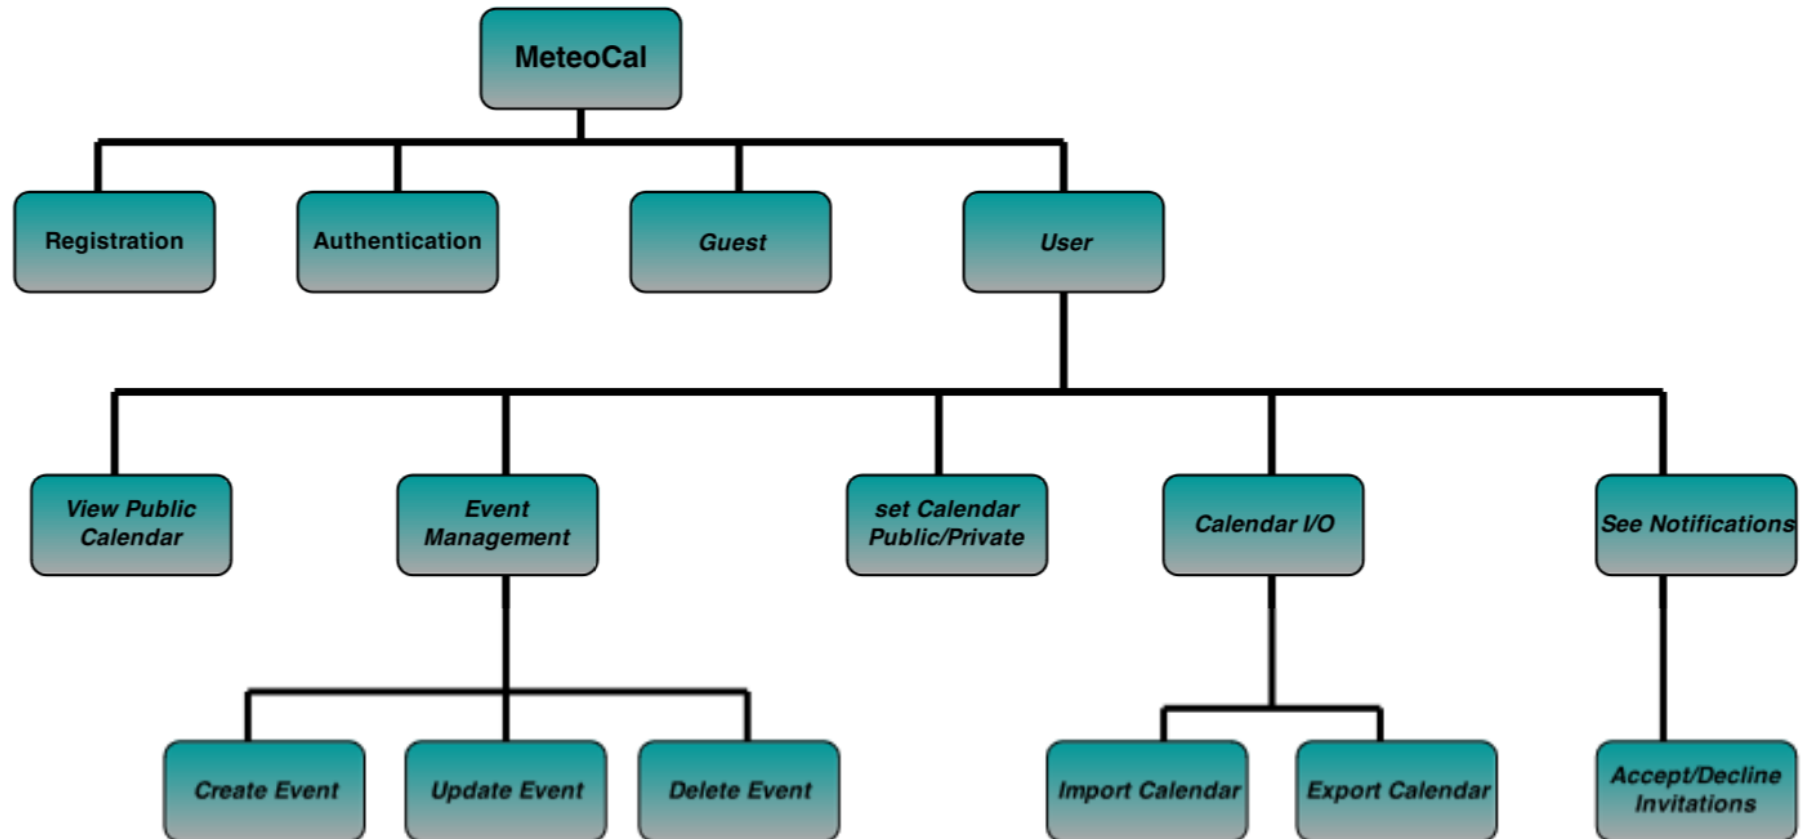 MeteoCal
Registration
Authentication
Guest
User
View Public
Calendar
Event
Management
set Calendar
Public/Private
Calendar I/O
See Notifications
Create Event
Update Event
Delete Event
Import Calendar
Export Calendar
Accept/Decline
Invitations